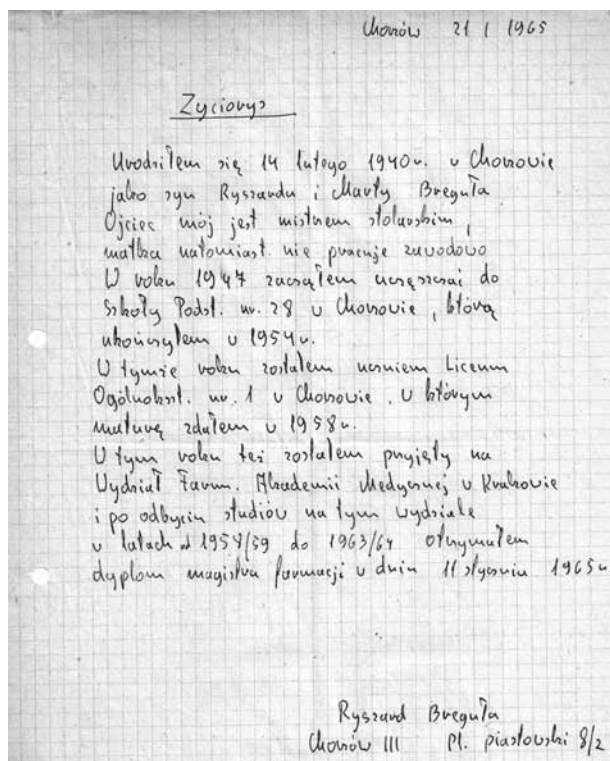 Chorzów 21 I 1965
Życiorys
Urodziłem się 14 lutego 1940r. w Chorzowie
jako syn Ryszarda i Marty Breguła
Ojciec mój jest mistrzem stolarskim,
matka natomiast nie pracuje zawodowo
W roku 1947 zacząłem uczęszczać do
Szkoły Podst. nr. 28 w Chorzowie, którą
ukończyłem w 1954r.
W tymże roku zostałem uczniem Liceum
Ogólnokszt. nr. 1 w Chorzowie, w którym
maturę zdałem w 1958r.
W tym roku też zostałem przyjęty na
Wydział Farm. Akademii Medycznej w Krakowie
i po odbyciu studiów na tym wydziale
w latach od 1957/59 do 1963/64 otrzymałem
dyplom magistra farmacji w dniu 11 stycznia 1965r
Ryszard Breguła
Chorzów III Pl. piastowski 8/2